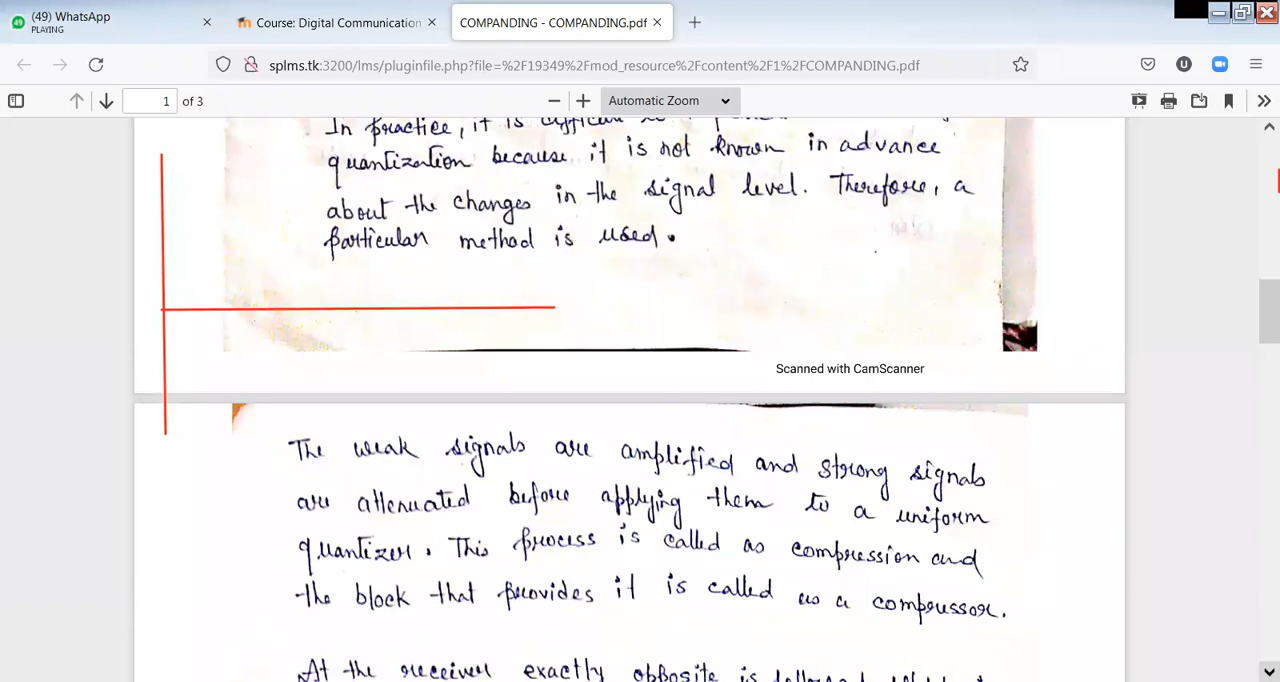 (49) WhatsApp
PLAYING
Course: Digital Communication
COMPANDING - COMPANDING.pdf
splms.tk:3200/lms/pluginfile.php?file=%2F19349%2Fmod_resource%2Fcontent%2F1%2FCOMPANDING.pdf
1 of 3
Automatic Zoom
In practice, it is
quantization because it is not known in advance
about the changes in the signal level. Therefore, a
particular method is used.
Scanned with CamScanner
The weak signals are amplified and strong signals
are attenuated before applying them to a uniform
quantizer. This process is called as compression and
the block that provides it is called as a compressor.
At the receiver exactly opposite is